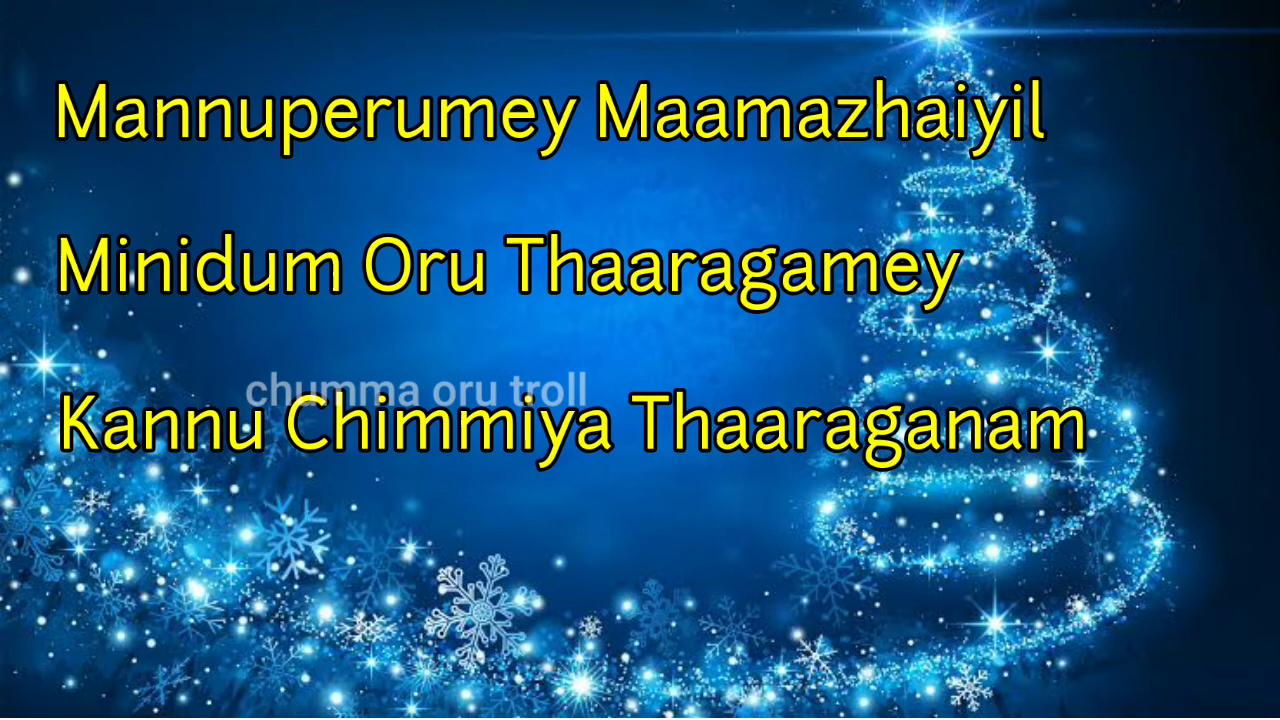 Mannuperumey Maamazhaiyil
Minidum Oru Thaaragamey
chumma oru troll
Kannu Chimmiya Thaaraganam